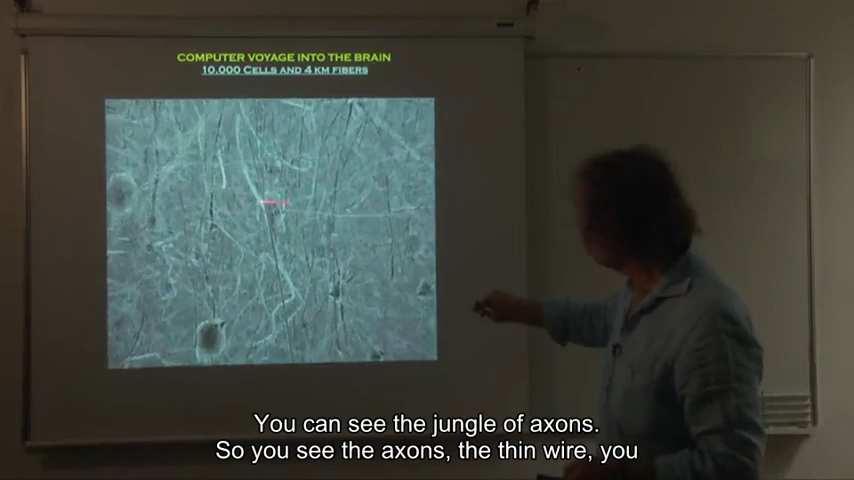 COMPUTER VOYAGE INTO THE BRAIN
10,000 CELLS AND 4 KM FIBERS
You can see the jungle of axons.
So you see the axons, the thin wire, you